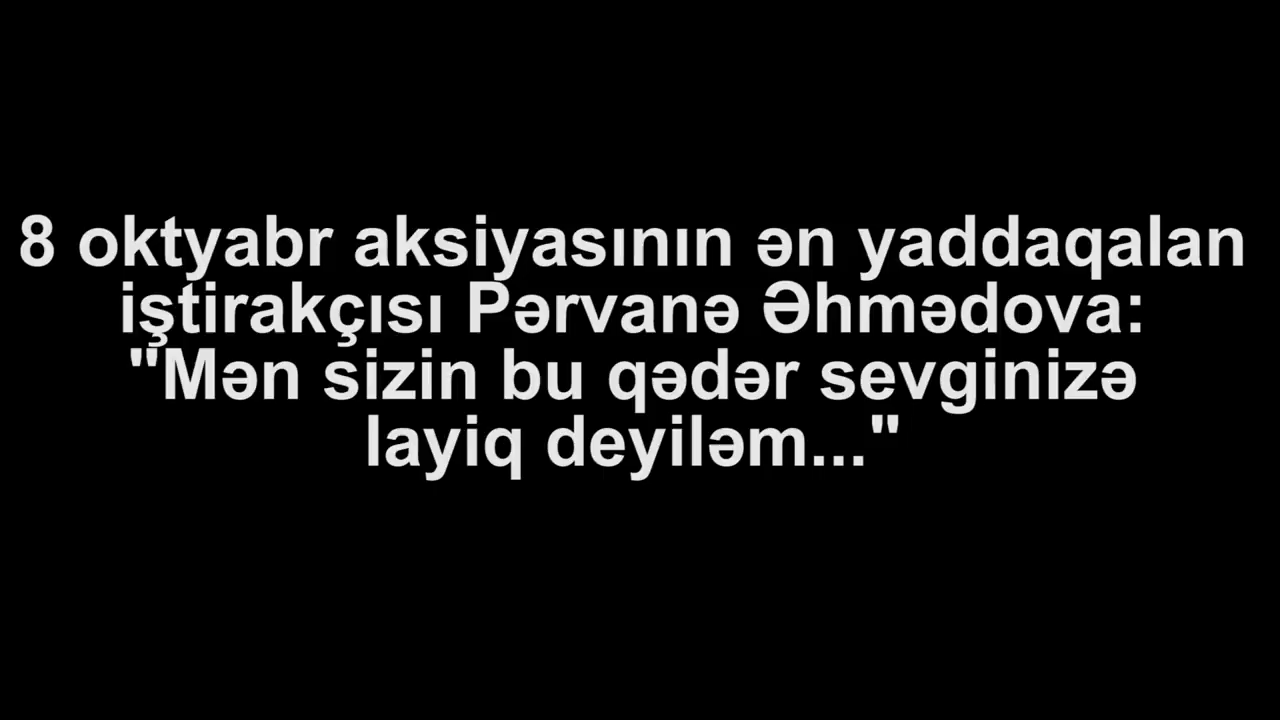 8 oktyabr aksiyasının ən yaddaqalan
iştirakçısı Pərvanə Əhmədova:
"Mən sizin bu qədər sevginizə
layiq deyiləm..."